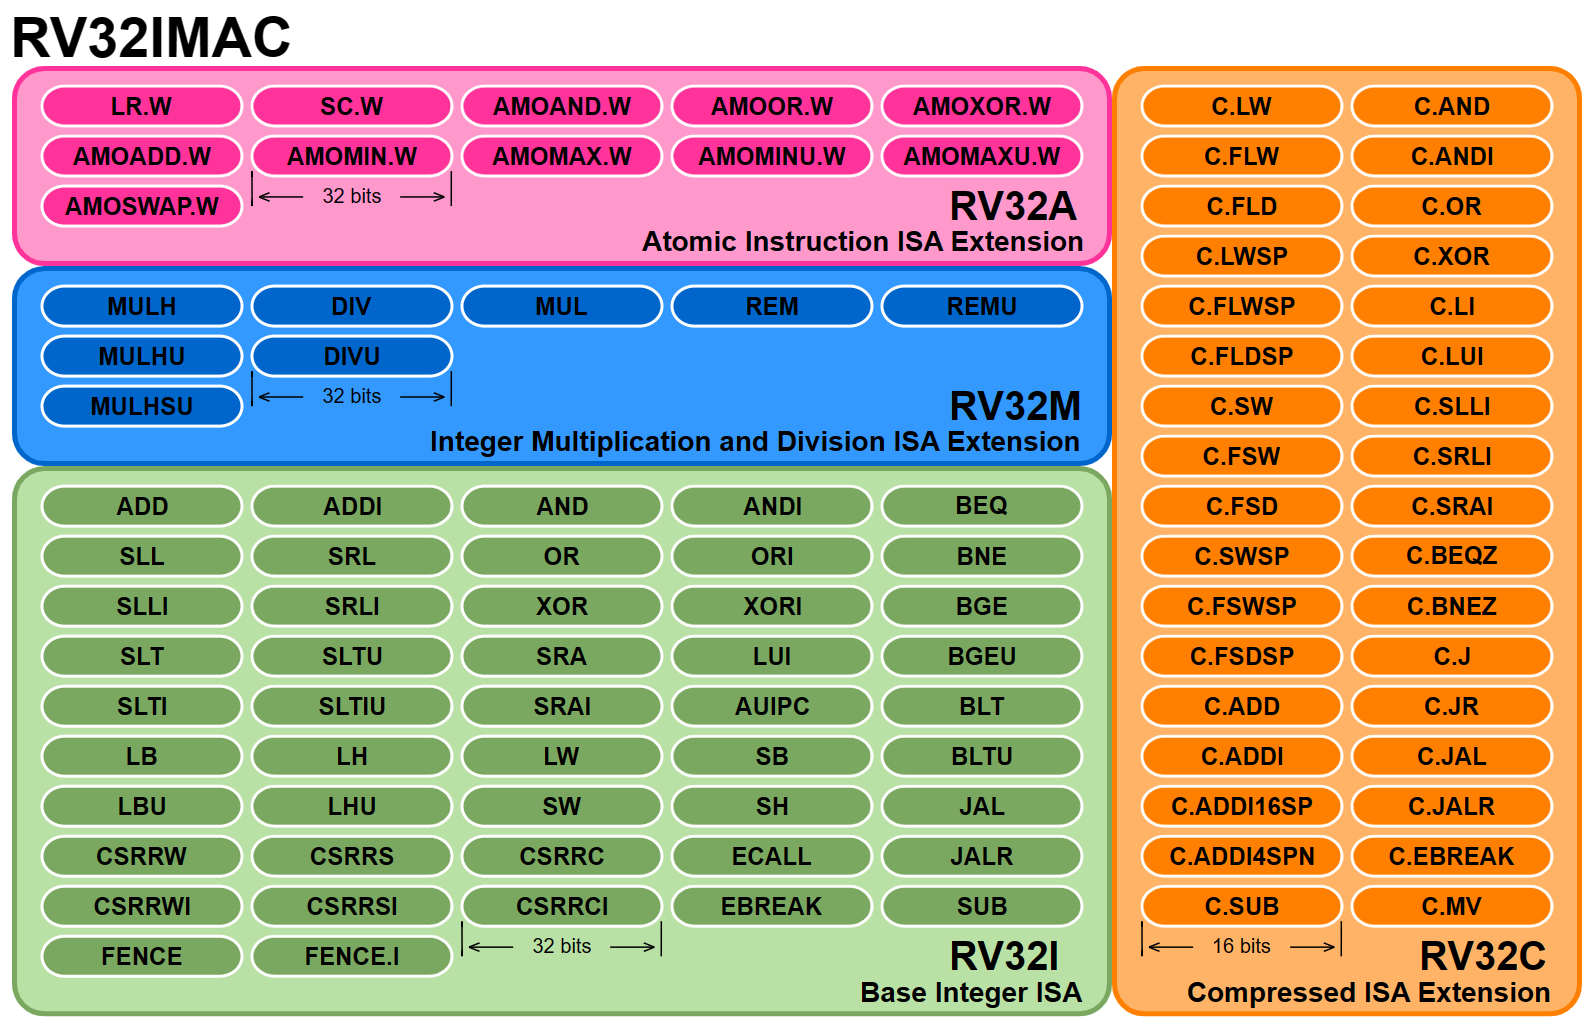 RV32IMAC
LR.W SC.W AMOAND.W AMOOR.W AMOXOR.W
AMOADD.W AMOMIN.W AMOMAX.W AMOMINU.W AMOMAXU.W
AMOSWAP.W 32 bits
RV32A
Atomic Instruction ISA Extension
MULH DIV MUL REM REMU
MULHU DIVU
MULHSU 32 bits
RV32M
Integer Multiplication and Division ISA Extension
ADD ADDI AND ANDI BEQ
SLL SRL OR ORI BNE
SLLI SRLI XOR XORI BGE
SLT SLTU SRA LUI BGEU
SLTI SLTIU SRAI AUIPC BLT
LB LH LW SB BLTU
LBU LHU SW SH JAL
CSRRW CSRRS CSRRC ECALL JALR
CSRRWI CSRRSI CSRRCI EBREAK SUB
FENCE FENCE.I 32 bits
RV32I
Base Integer ISA
C.LW C.AND
C.FLW C.ANDI
C.FLD C.OR
C.LWSP C.XOR
C.FLWSP C.LI
C.FLDSP C.LUI
C.SW C.SLLI
C.FSW C.SRLI
C.FSD C.SRAI
C.SWSP C.BEQZ
C.FSWSP C.BNEZ
C.FSDSP C.J
C.ADD C.JR
C.ADDI C.JAL
C.ADDI16SP C.JALR
C.ADDI4SPN C.EBREAK
C.SUB C.MV
16 bits
RV32C
Compressed ISA Extension